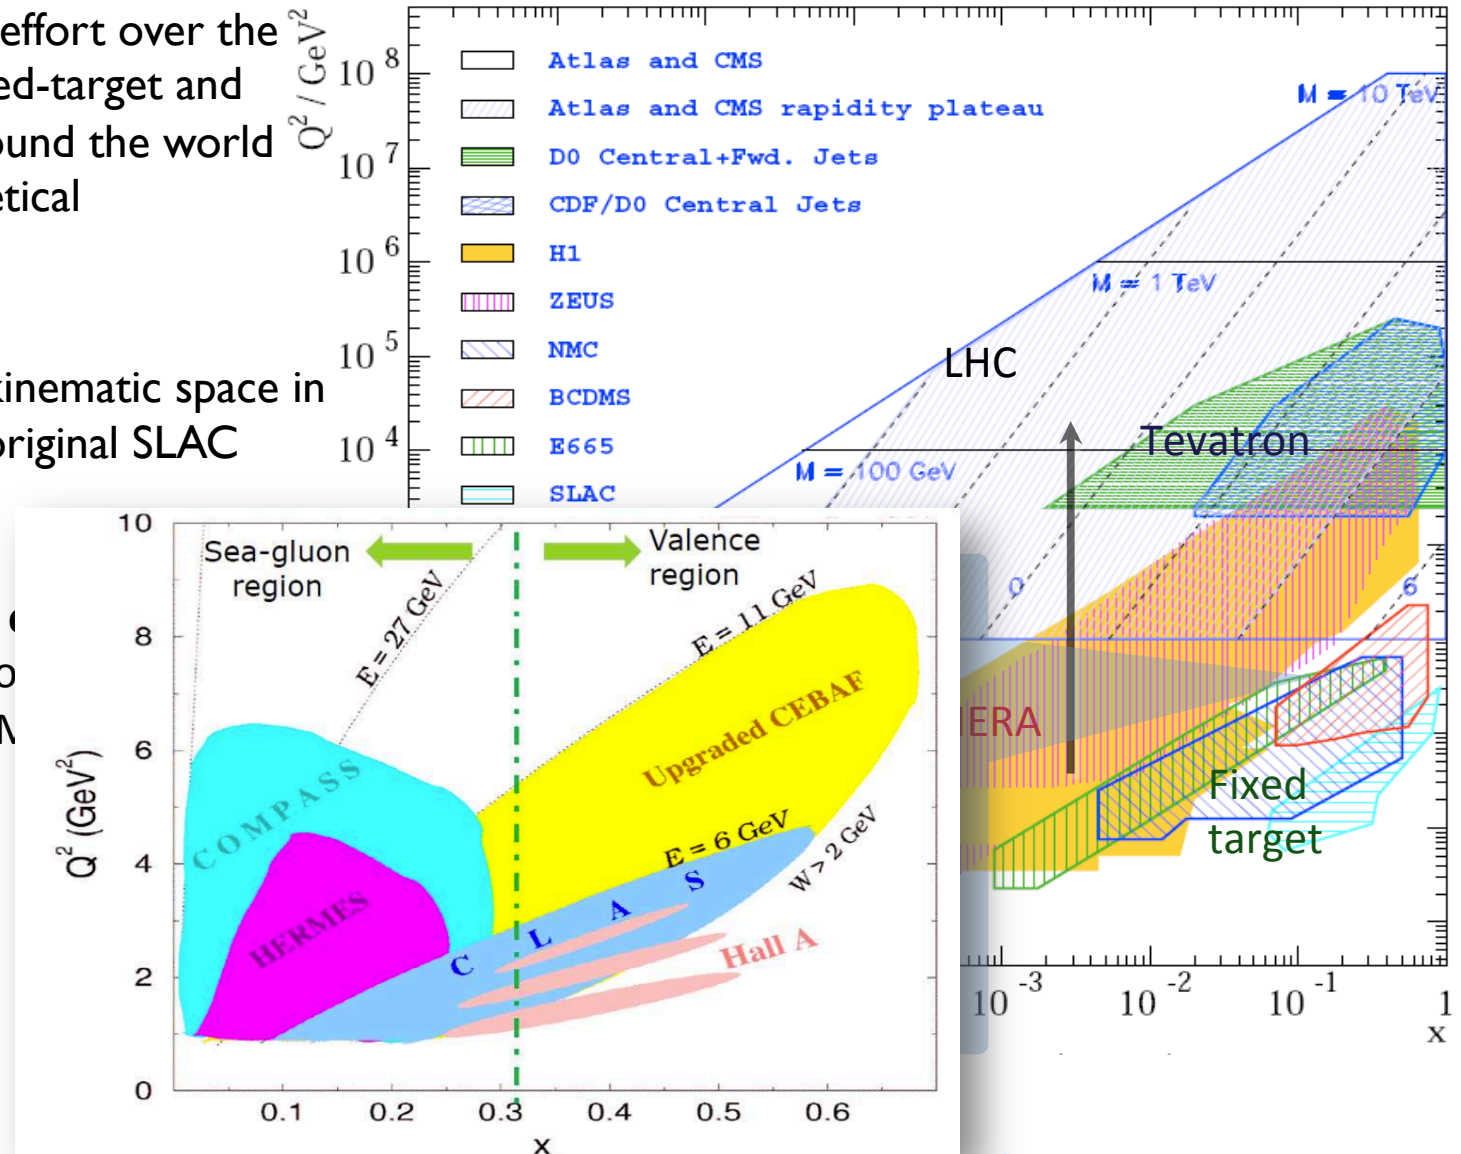 effort over the
ed-target and
ound the world
etical
kinematic space in
original SLAC
Q² / GeV²
10⁸
10⁷
10⁶
10⁵
10⁴
Atlas and CMS
Atlas and CMS rapidity plateau
D0 Central+Fwd. Jets
CDF/D0 Central Jets
H1
ZEUS
NMC
BCDMS
E665
SLAC
M = 10 TeV
M = 1 TeV
LHC
Tevatron
M = 100 GeV
0
6
ERA
Fixed
target
10⁻³
10⁻²
10⁻¹
1
x
Sea-gluon
region
Valence
region
E = 27 GeV
E = 11 GeV
Upgraded CEBAF
COMPASS
HERMES
E = 6 GeV
W > 2 GeV
C L A S
Hall A
Q² (GeV²)
10
8
6
4
2
0
0.1
0.2
0.3
0.4
0.5
0.6
x